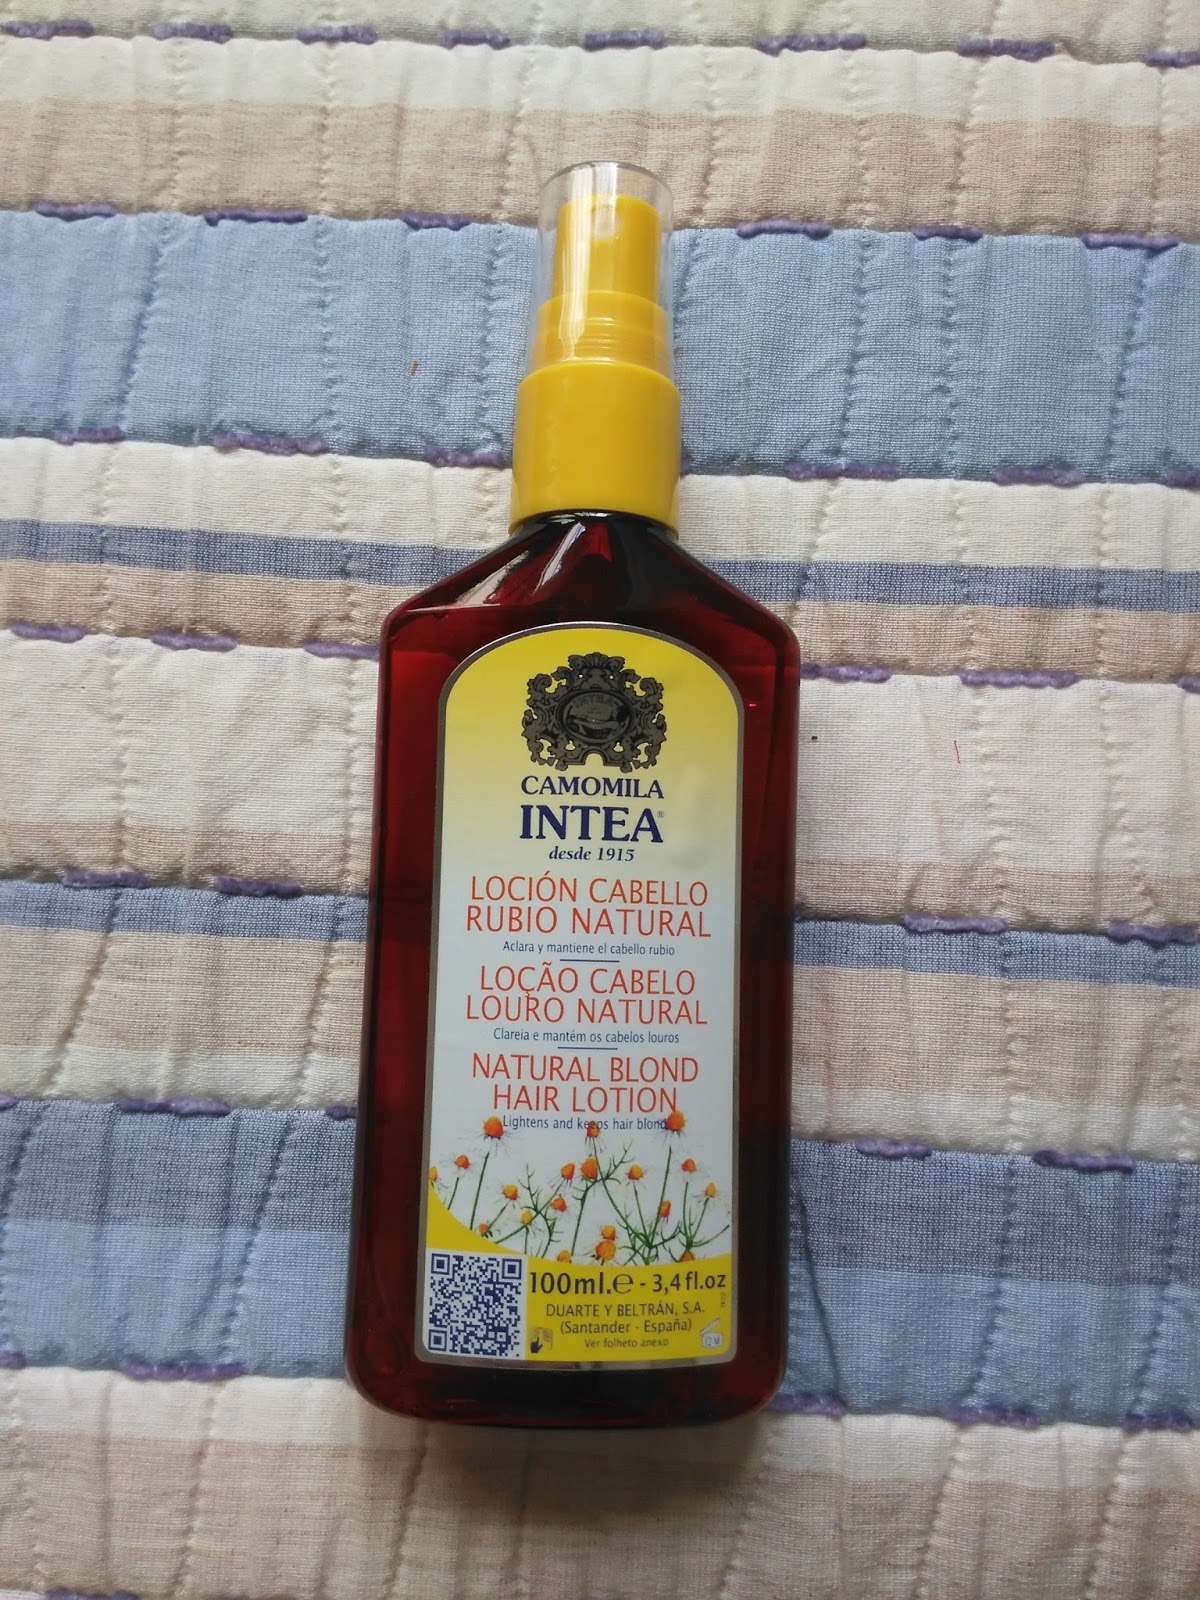 CAMOMILA
INTEA®
desde 1915
LOCIÓN CABELLO
RUBIO NATURAL
Aclara y mantiene el cabello rubio
LOÇÃO CABELO
LOURO NATURAL
Clareia e mantém os cabelos louros
NATURAL BLOND
HAIR LOTION
Lightens and keeps hair blond
100ml.℮ - 3,4 fl.oz
DUARTE Y BELTRÁN, S.A.
(Santander - España)
Ver folheto anexo
12 M